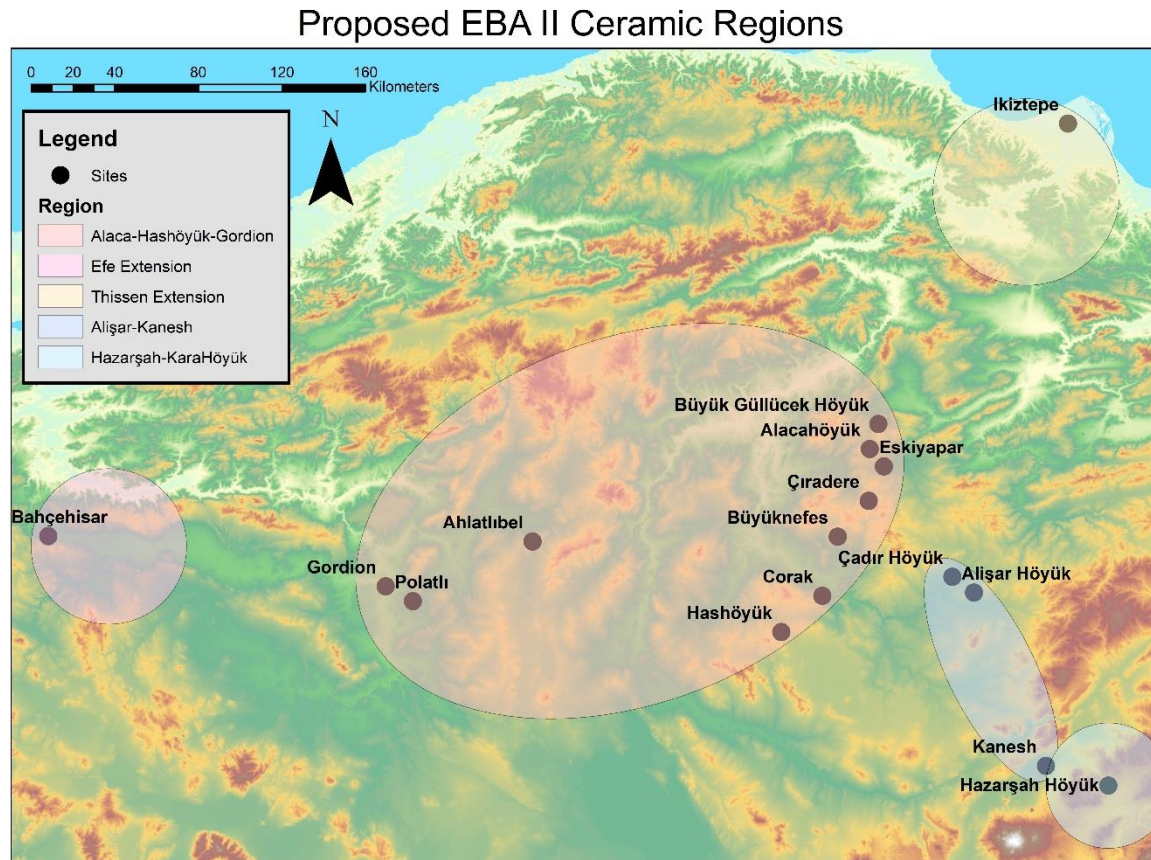 Proposed EBA II Ceramic Regions
0 20 40 80 120 160
Kilometers
N
Legend
Sites
Region
Alaca-Hashöyük-Gordion
Efe Extension
Thissen Extension
Alişar-Kanesh
Hazarşah-KaraHöyük
Ikiztepe
Büyük Güllücek Höyük
Alacahöyük
Eskiyapar
Çıradere
Bahçehisar
Ahlatlıbel
Büyüknefes
Çadır Höyük
Alişar Höyük
Gordion
Polatlı
Corak
Hashöyük
Kanesh
Hazarşah Höyük